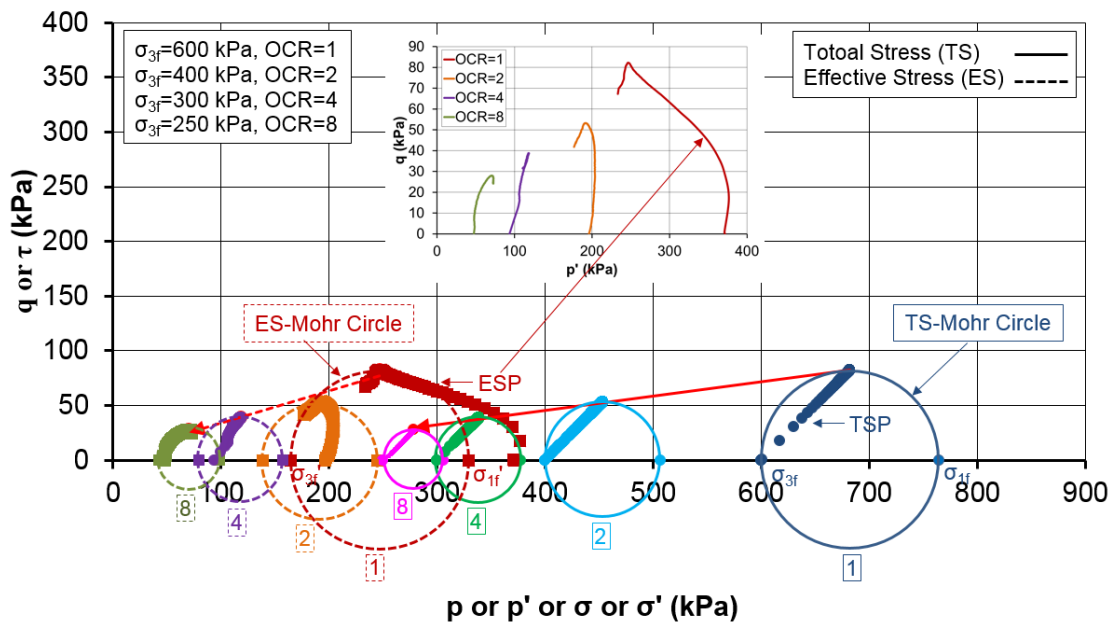 400
350
300
250
200
150
100
50
0
q or τ (kPa)
σ3f=600 kPa, OCR=1
σ3f=400 kPa, OCR=2
σ3f=300 kPa, OCR=4
σ3f=250 kPa, OCR=8
90
80
70
60
50
40
30
20
10
0
q (kPa)
OCR=1
OCR=2
OCR=4
OCR=8
0 100 200 300 400
p' (kPa)
Totoal Stress (TS)
Effective Stress (ES)
ES-Mohr Circle
TS-Mohr Circle
ESP
TSP
σ3f' σ1f' σ3f σ1f
8 4 2 1 8 4 2 1
0 100 200 300 400 500 600 700 800 900
p or p' or σ or σ' (kPa)